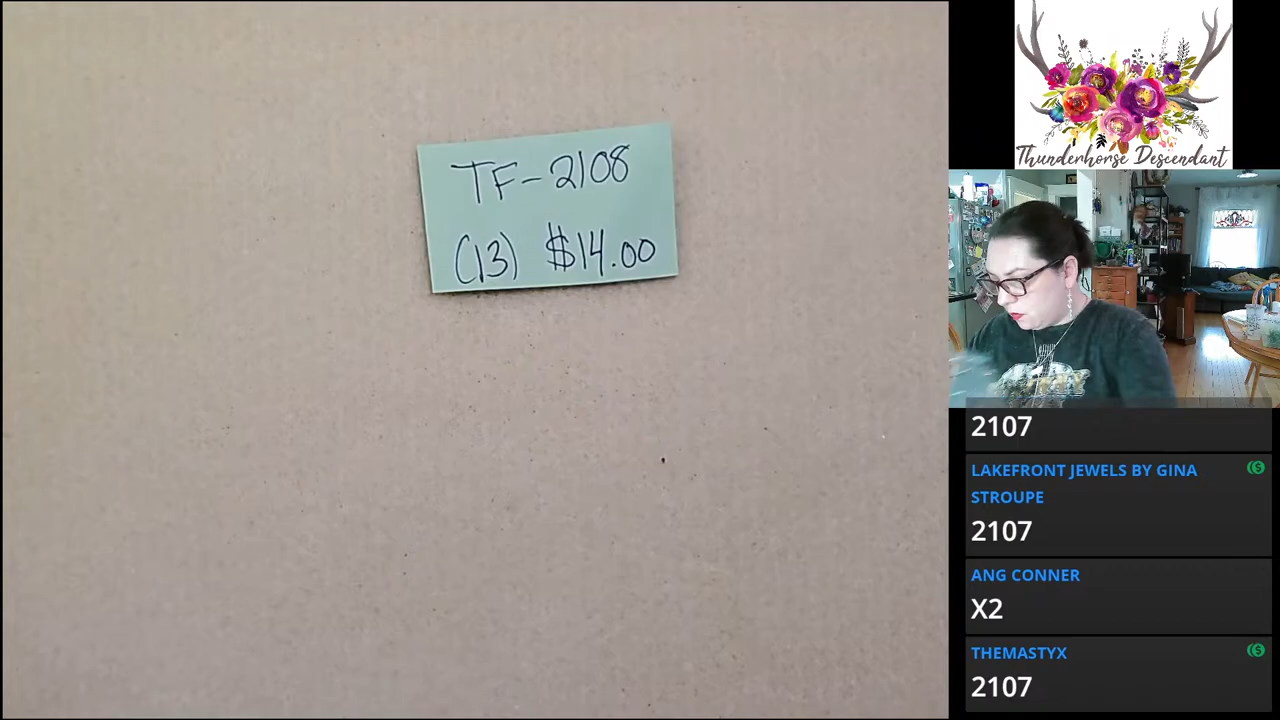 TF-2108
(13) $14.00
Thunderhorse Descendant
2107
LAKEFRONT JEWELS BY GINA
STROUPE
2107
ANG CONNER
X2
THEMASTYX
2107